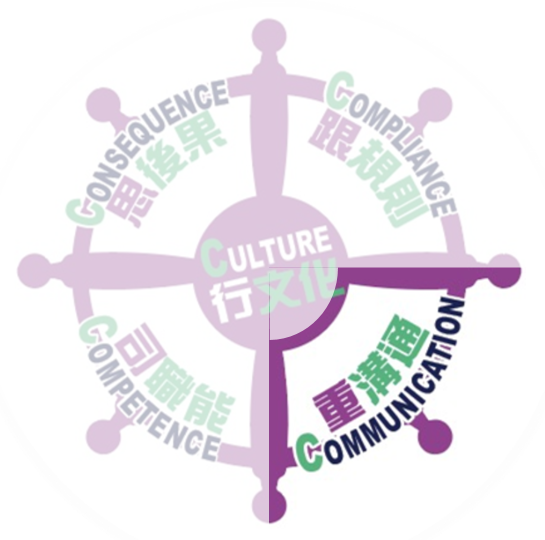 CONSEQUENCE
思後果
COMPLIANCE
跟規則
CULTURE
行文化
司職能
COMPETENCE
重溝通
COMMUNICATION